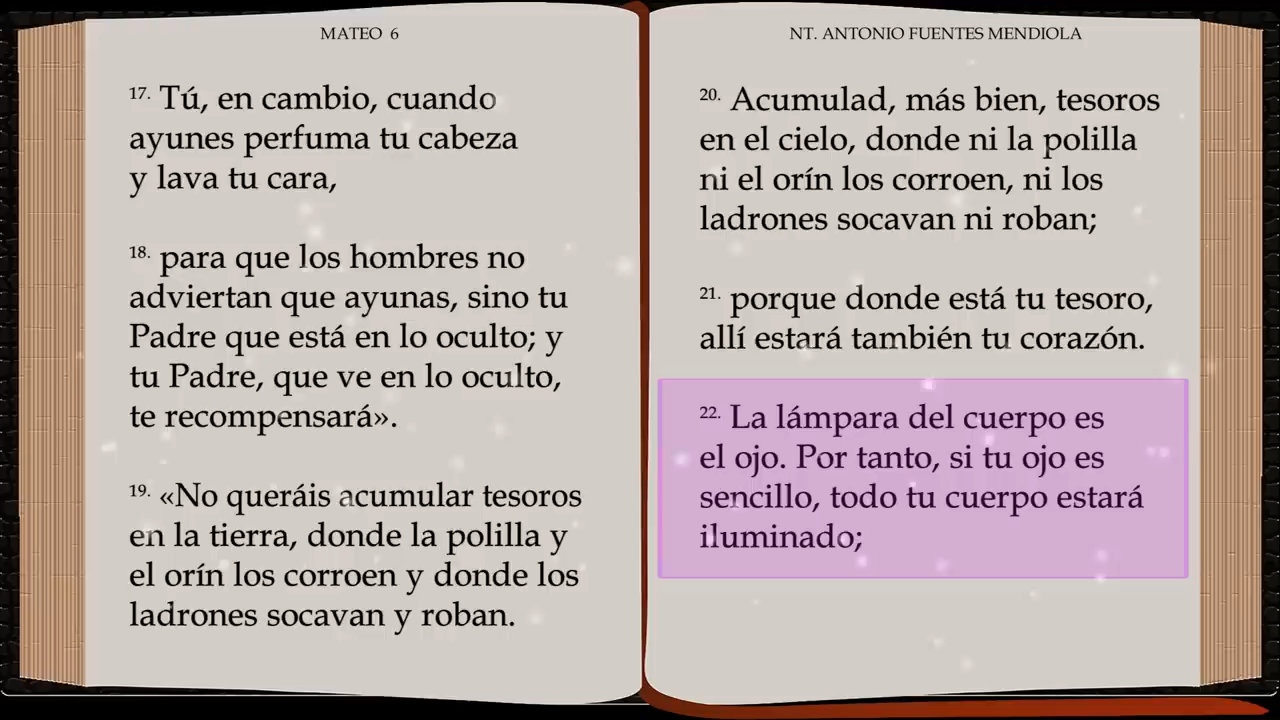 MATEO 6
17. Tú, en cambio, cuando
ayunes perfuma tu cabeza
y lava tu cara,
18. para que los hombres no
adviertan que ayunas, sino tu
Padre que está en lo oculto; y
tu Padre, que ve en lo oculto,
te recompensará».
19. «No queráis acumular tesoros
en la tierra, donde la polilla y
el orín los corroen y donde los
ladrones socavan y roban.
NT. ANTONIO FUENTES MENDIOLA
20. Acumulad, más bien, tesoros
en el cielo, donde ni la polilla
ni el orín los corroen, ni los
ladrones socavan ni roban;
21. porque donde está tu tesoro,
allí estará también tu corazón.
22. La lámpara del cuerpo es
el ojo. Por tanto, si tu ojo es
sencillo, todo tu cuerpo estará
iluminado;